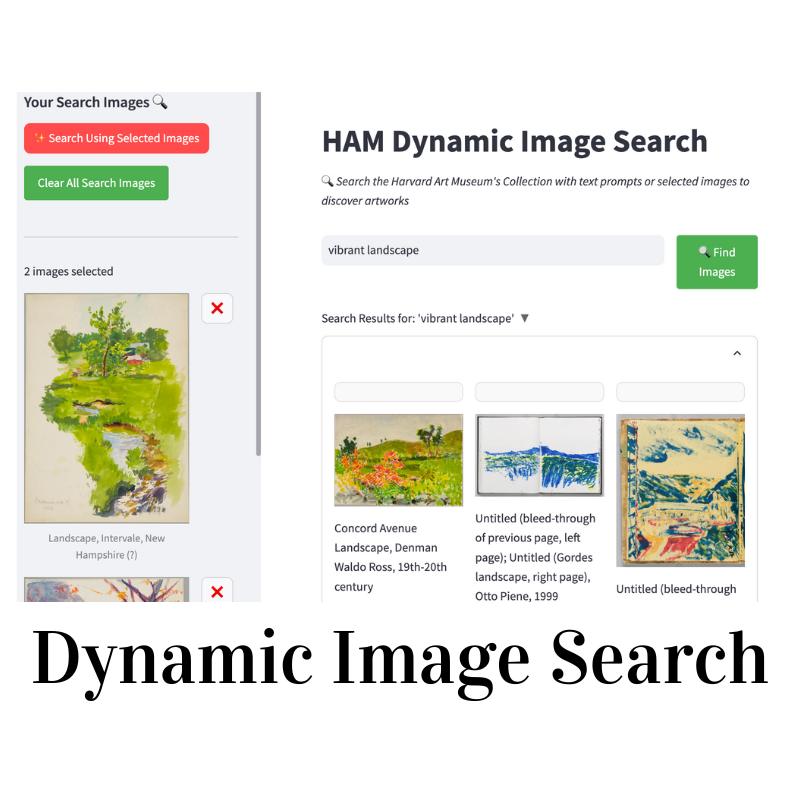 Your Search Images 🔍
✨ Search Using Selected Images
Clear All Search Images
2 images selected
Landscape, Intervale, New
Hampshire (?)
HAM Dynamic Image Search
🔍 Search the Harvard Art Museum's Collection with text prompts or selected images to
discover artworks
vibrant landscape
🔍 Find
Images
Search Results for: 'vibrant landscape' ▼
Concord Avenue
Landscape, Denman
Waldo Ross, 19th-20th
century
Untitled (bleed-through
of previous page, left
page); Untitled (Gordes
landscape, right page),
Otto Piene, 1999
Untitled (bleed-through
Dynamic Image Search